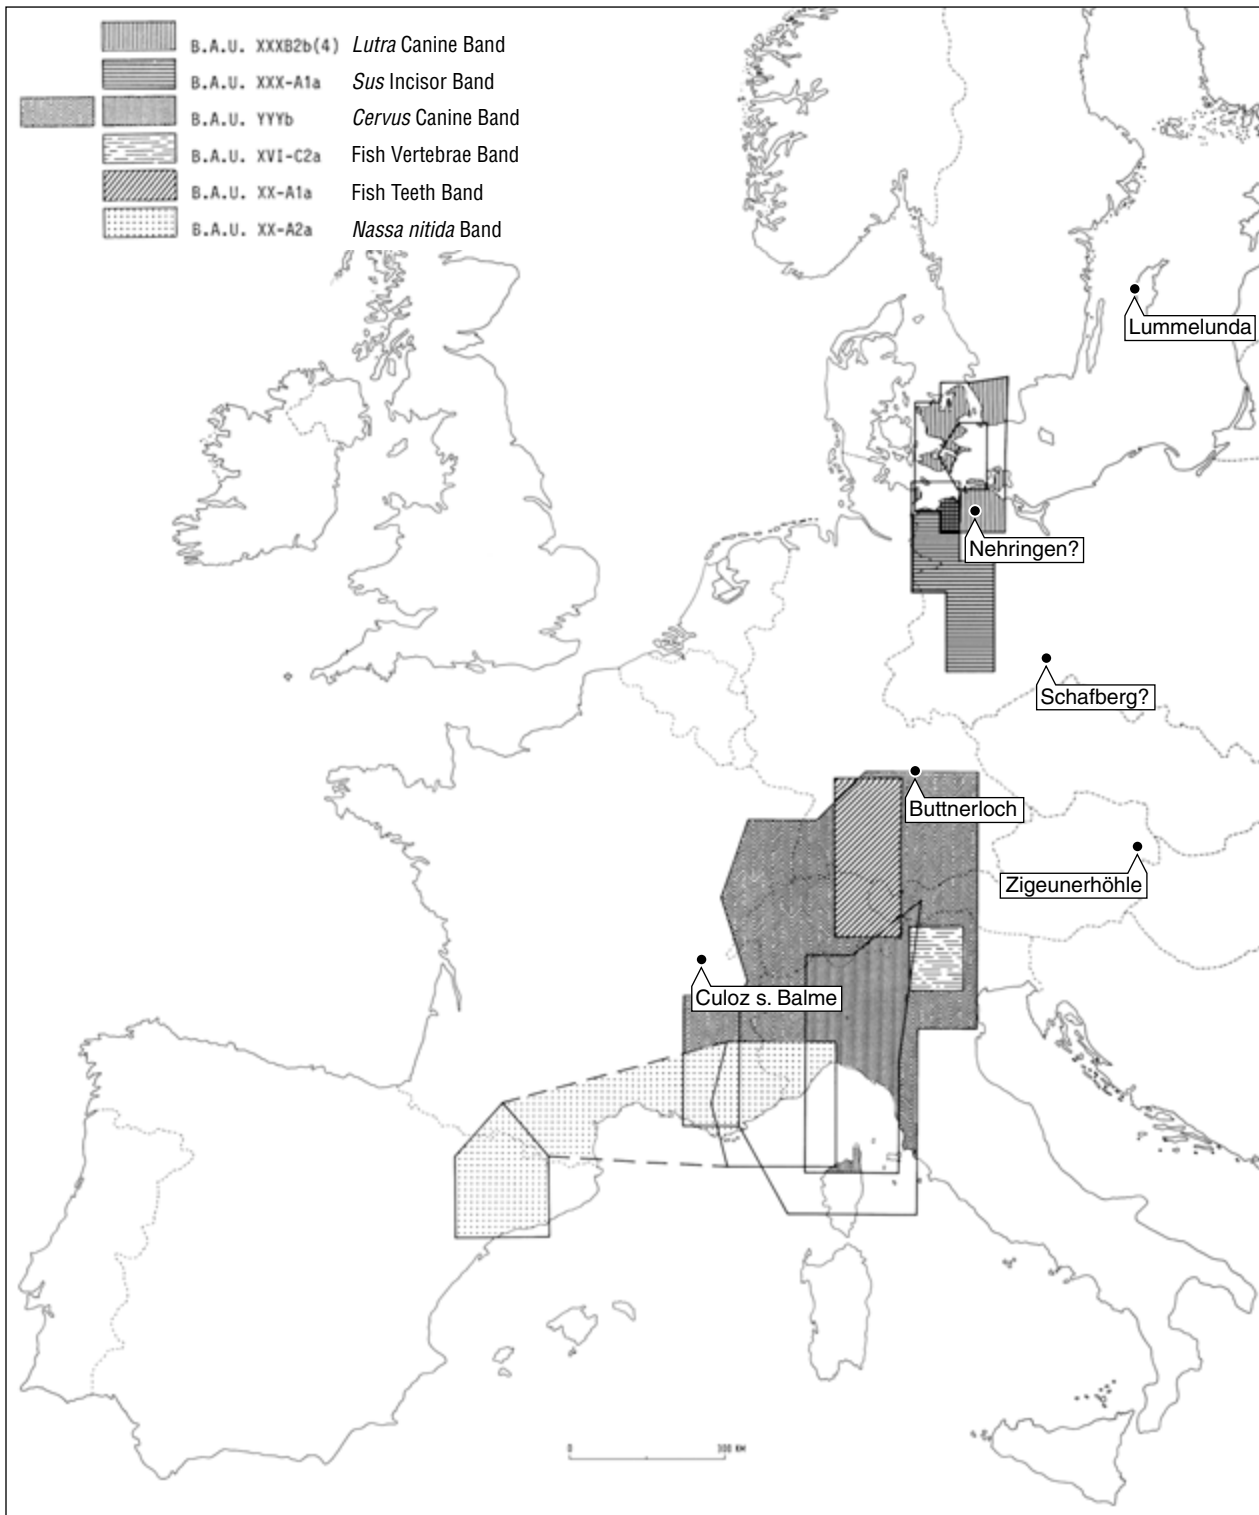 B.A.U. XXXB2b(4) Lutra Canine Band
B.A.U. XXX-A1a Sus Incisor Band
B.A.U. YYYb Cervus Canine Band
B.A.U. XVI-C2a Fish Vertebrae Band
B.A.U. XX-A1a Fish Teeth Band
B.A.U. XX-A2a Nassa nitida Band
Lummelunda
Nehringen?
Schafberg?
Buttnerloch
Zigeunerhöhle
Culoz s. Balme
0 300 KM